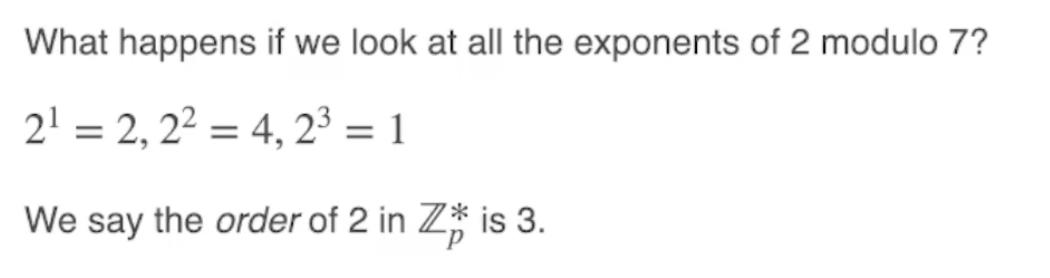 What happens if we look at all the exponents of 2 modulo 7?
2¹ = 2, 2² = 4, 2³ = 1
We say the order of 2 in ℤₚ* is 3.